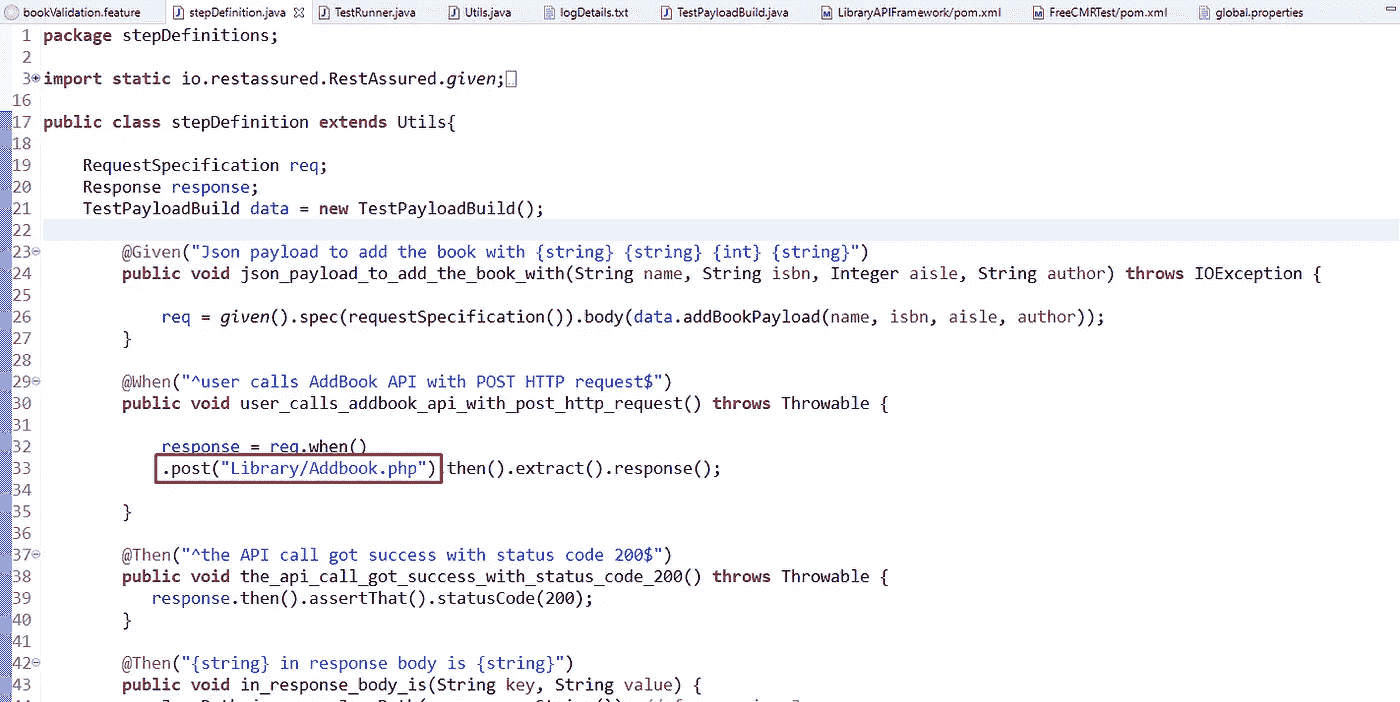 bookValidation.feature stepDefinition.java TestRunner.java Utils.java logDetails.txt TestPayloadBuild.java LibraryAPIFramework/pom.xml FreeCMRTest/pom.xml global.properties
1 package stepDefinitions;
2
3 import static io.restassured.RestAssured.given;
16
17 public class stepDefinition extends Utils{
18
19 RequestSpecification req;
20 Response response;
21 TestPayloadBuild data = new TestPayloadBuild();
22
23 @Given("Json payload to add the book with {string} {string} {int} {string}")
24 public void json_payload_to_add_the_book_with(String name, String isbn, Integer aisle, String author) throws IOException {
25
26 req = given().spec(requestSpecification()).body(data.addBookPayload(name, isbn, aisle, author));
27 }
28
29 @When("^user calls AddBook API with POST HTTP request$")
30 public void user_calls_addbook_api_with_post_http_request() throws Throwable {
31
32 response = req.when()
33 .post("Library/Addbook.php").then().extract().response();
34
35 }
36
37 @Then("^the API call got success with status code 200$")
38 public void the_api_call_got_success_with_status_code_200() throws Throwable {
39 response.then().assertThat().statusCode(200);
40 }
41
42 @Then("{string} in response body is {string}")
43 public void in_response_body_is(String key, String value) {